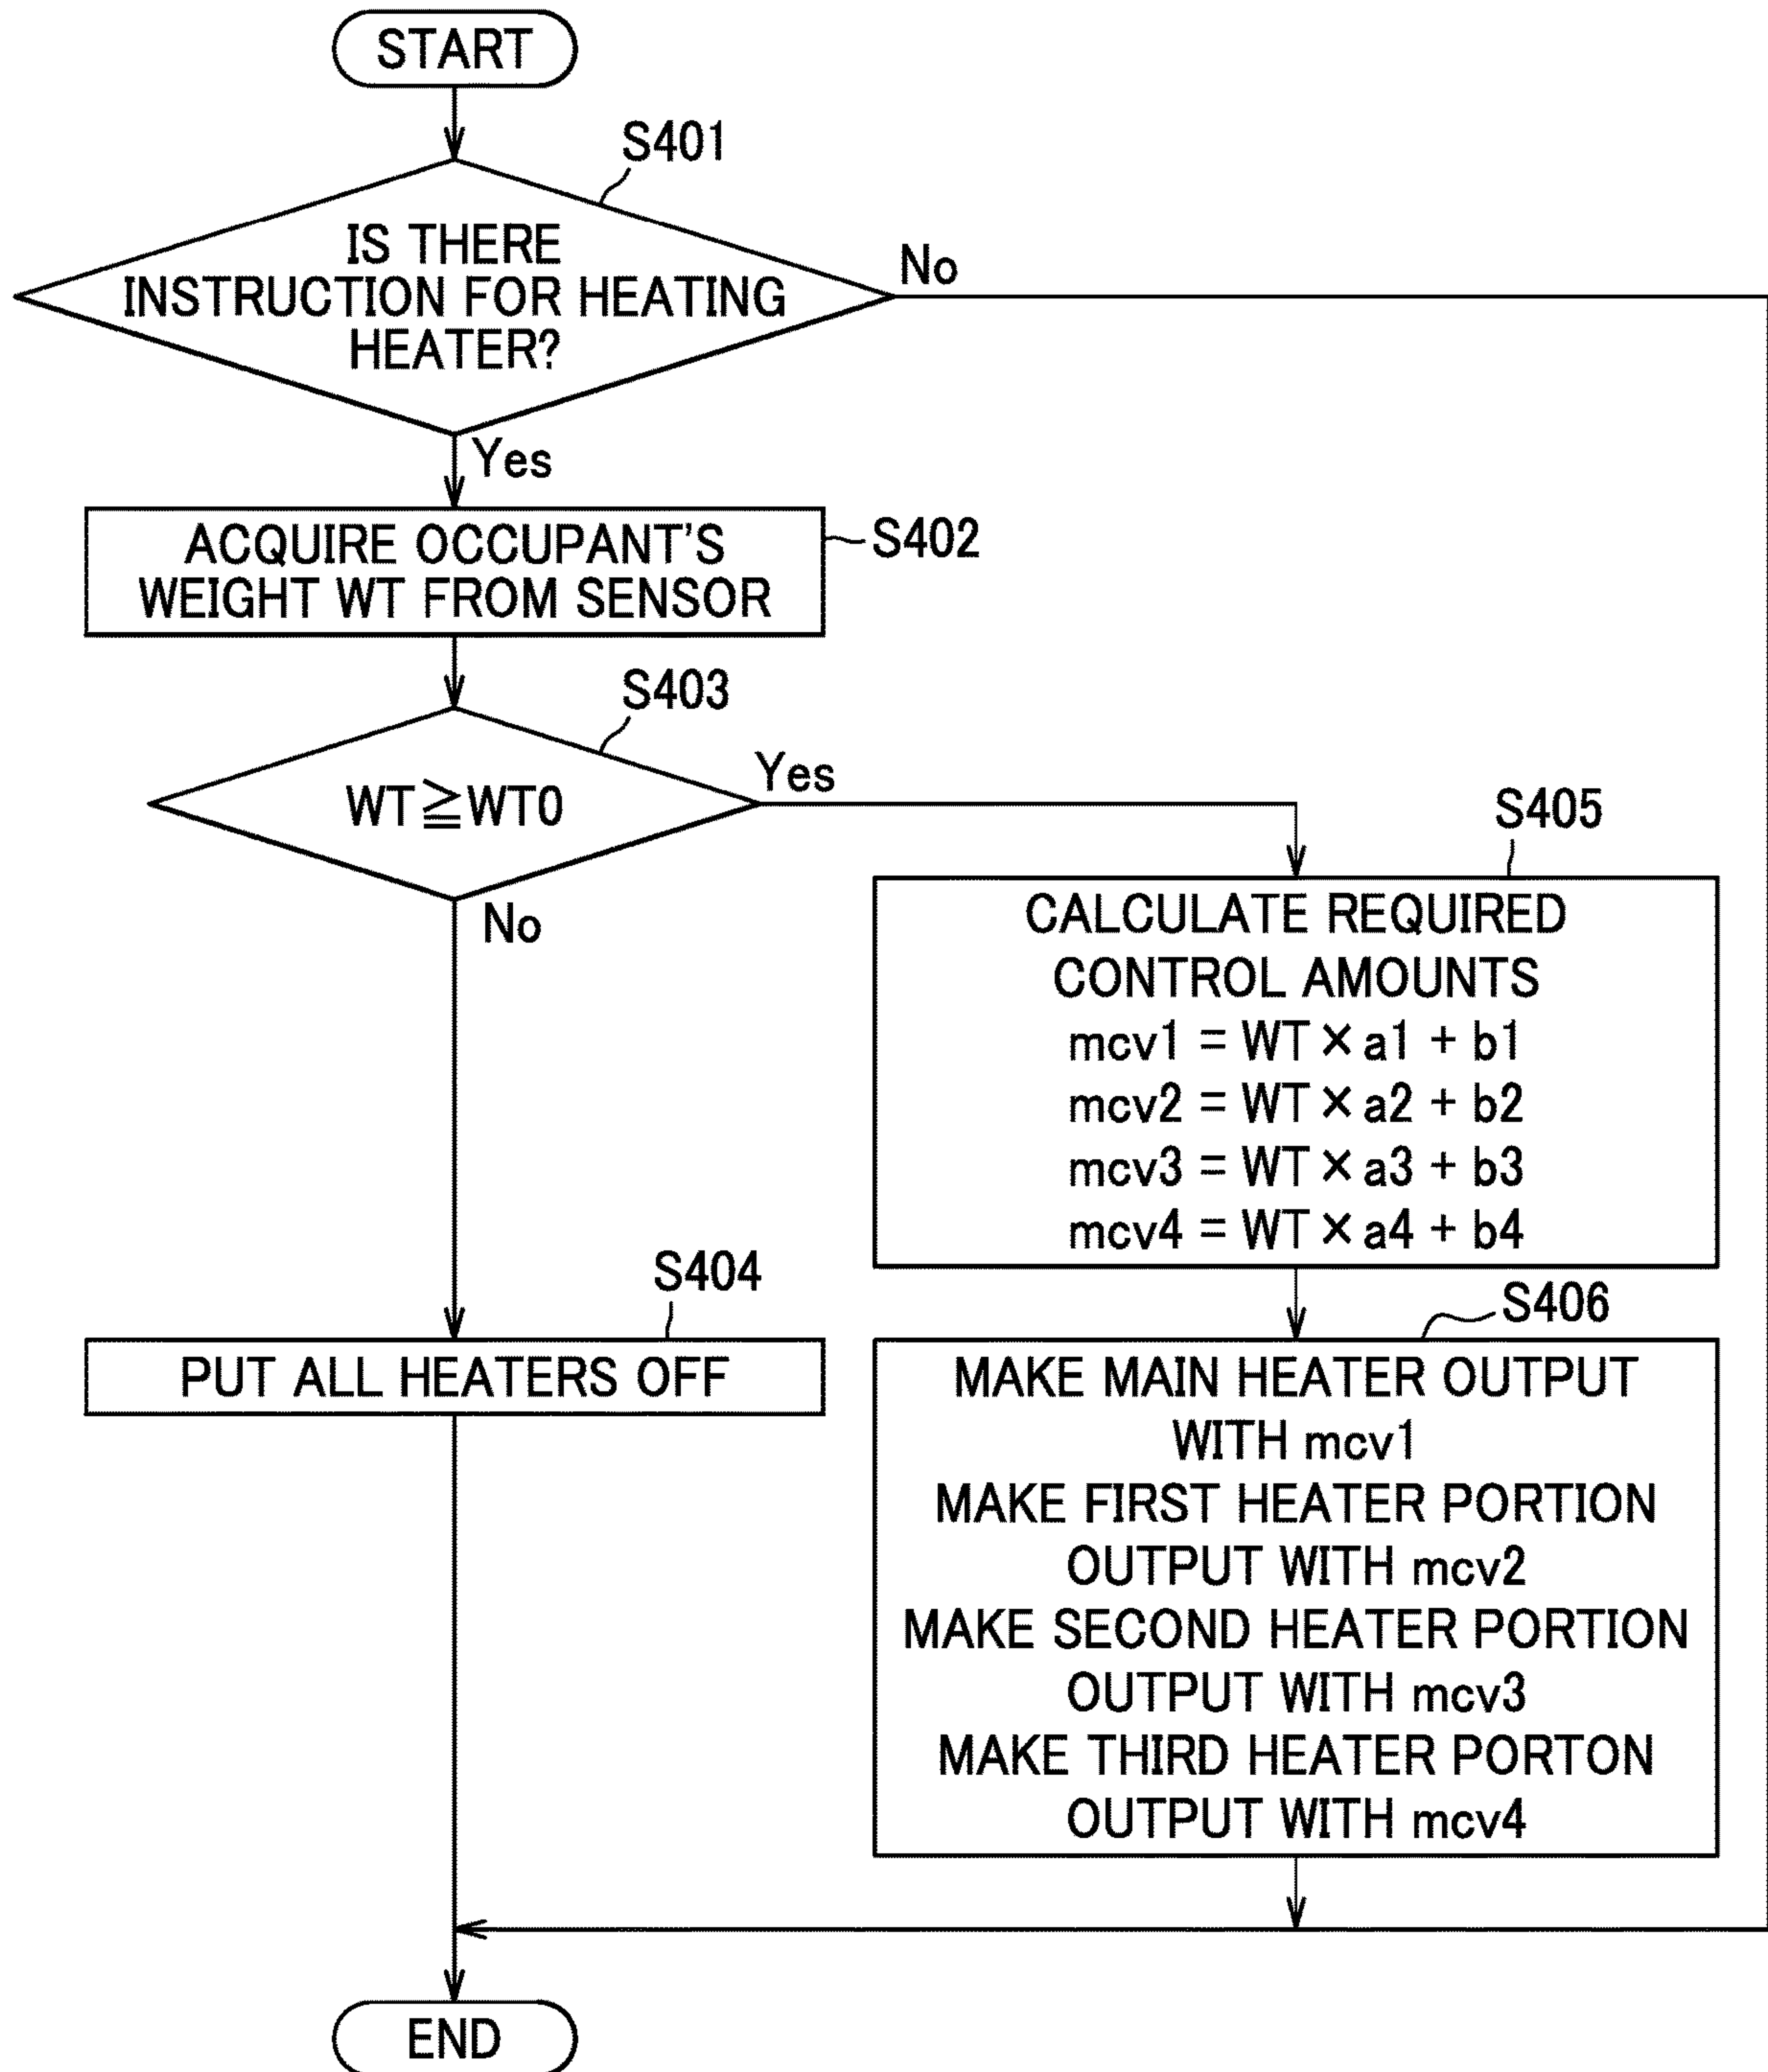 START
S401
IS THERE
INSTRUCTION FOR HEATING
HEATER?
No
Yes
ACQUIRE OCCUPANT'S
WEIGHT WT FROM SENSOR
S402
S403
WT≧WT0
Yes
No
S405
CALCULATE REQUIRED
CONTROL AMOUNTS
mcv1 = WT × a1 + b1
mcv2 = WT × a2 + b2
mcv3 = WT × a3 + b3
mcv4 = WT × a4 + b4
S404
PUT ALL HEATERS OFF
S406
MAKE MAIN HEATER OUTPUT
WITH mcv1
MAKE FIRST HEATER PORTION
OUTPUT WITH mcv2
MAKE SECOND HEATER PORTION
OUTPUT WITH mcv3
MAKE THIRD HEATER PORTON
OUTPUT WITH mcv4
END